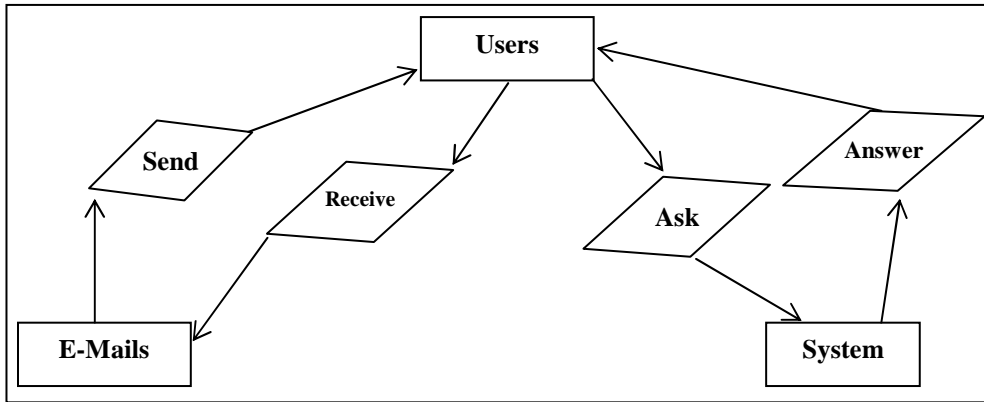 Users
Send
Receive
Ask
Answer
E-Mails
System